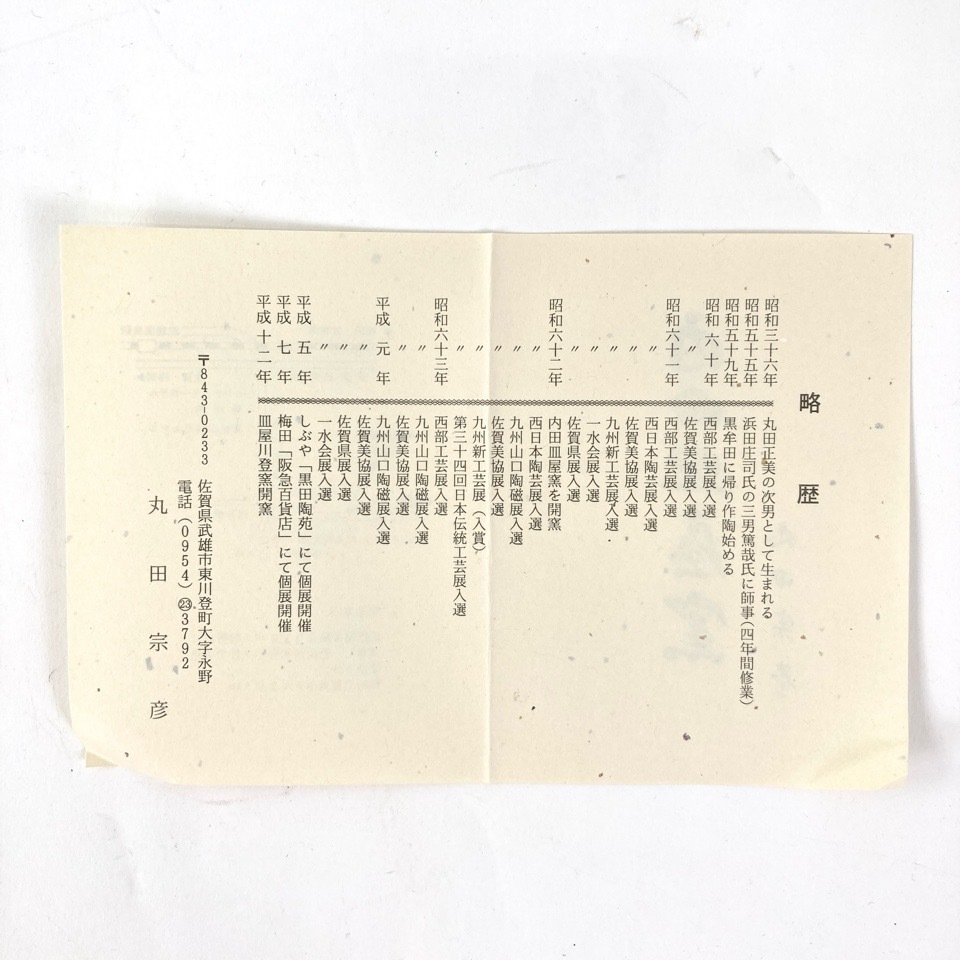 略歴
昭和三十六年 丸田正美の次男として生まれる
昭和五十五年 浜田庄司氏の三男篤哉氏に師事(四年間修業)
昭和五十九年 黒牟田に帰り作陶始める
昭和 六十 年 西部工芸展入選
〃 佐賀美協展入選
昭和六十一年 西部工芸展入選
〃 西日本陶芸展入選
〃 佐賀美協展入選
〃 九州新工芸展入選
〃 一水会展入選
〃 佐賀県展入選
昭和六十二年 内田皿屋窯を開窯
〃 西日本陶芸展入選
〃 九州山口陶磁展入選
〃 佐賀美協展入選
〃 九州新工芸展(入賞)
〃 第三十四回日本伝統工芸展入選
昭和六十三年 西部工芸展入選
〃 九州山口陶磁展入選
〃 佐賀美協展入選
平成 元 年 九州山口陶磁展入選
〃 佐賀美協展入選
〃 佐賀県展入選
〃 一水会展入選
平成 五 年 しぶや「黒田陶苑」にて個展開催
平成 七 年 梅田「阪急百貨店」にて個展開催
平成 十二 年 皿屋川登窯開窯
〒843-0233 佐賀県武雄市東川登町大字永野
電話(0954)㉓3792
丸田宗彦